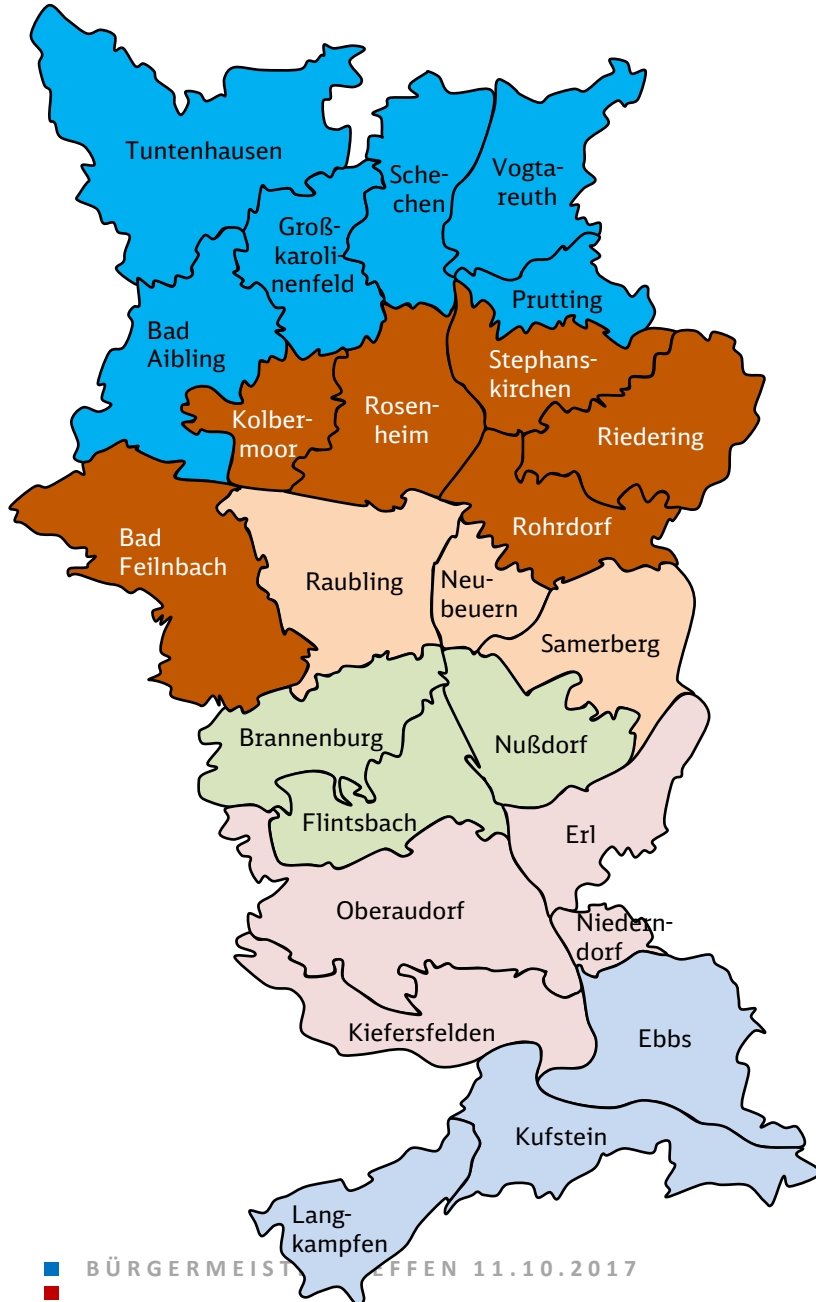 Tuntenhausen
Sche-
chen
Vogta-
reuth
Groß-
karoli-
nenfeld
Prutting
Bad
Aibling
Stephans-
kirchen
Kolber-
moor
Rosen-
heim
Riedering
Rohrdorf
Bad
Feilnbach
Raubling
Neu-
beuern
Samerberg
Brannenburg
Nußdorf
Flintsbach
Erl
Oberaudorf
Niedern-
dorf
Kiefersfelden
Ebbs
Kufstein
Lang-
kampfen
BÜRGERMEIST EFFEN 11.10.2017